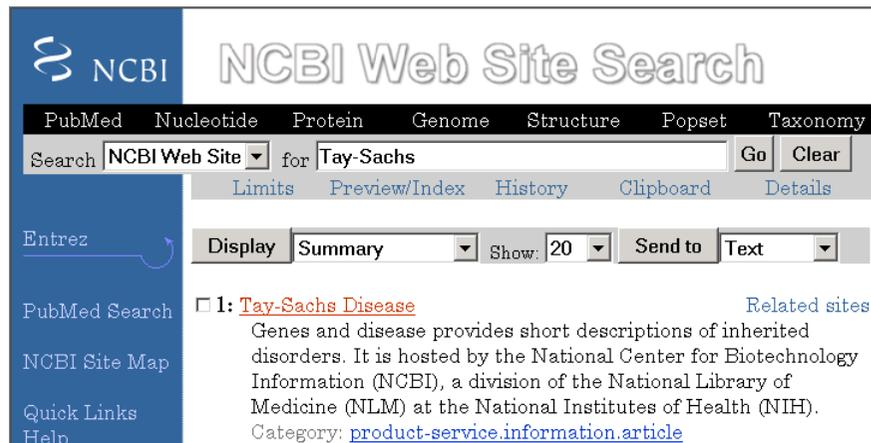 NCBI
NCBI Web Site Search
PubMed Nucleotide Protein Genome Structure Popset Taxonomy
Search NCBI Web Site for Tay-Sachs Go Clear
Limits Preview/Index History Clipboard Details
Entrez
Display Summary Show: 20 Send to Text
PubMed Search
NCBI Site Map
Quick Links
Help
1: Tay-Sachs Disease Related sites
Genes and disease provides short descriptions of inherited
disorders. It is hosted by the National Center for Biotechnology
Information (NCBI), a division of the National Library of
Medicine (NLM) at the National Institutes of Health (NIH).
Category: product-service.information.article